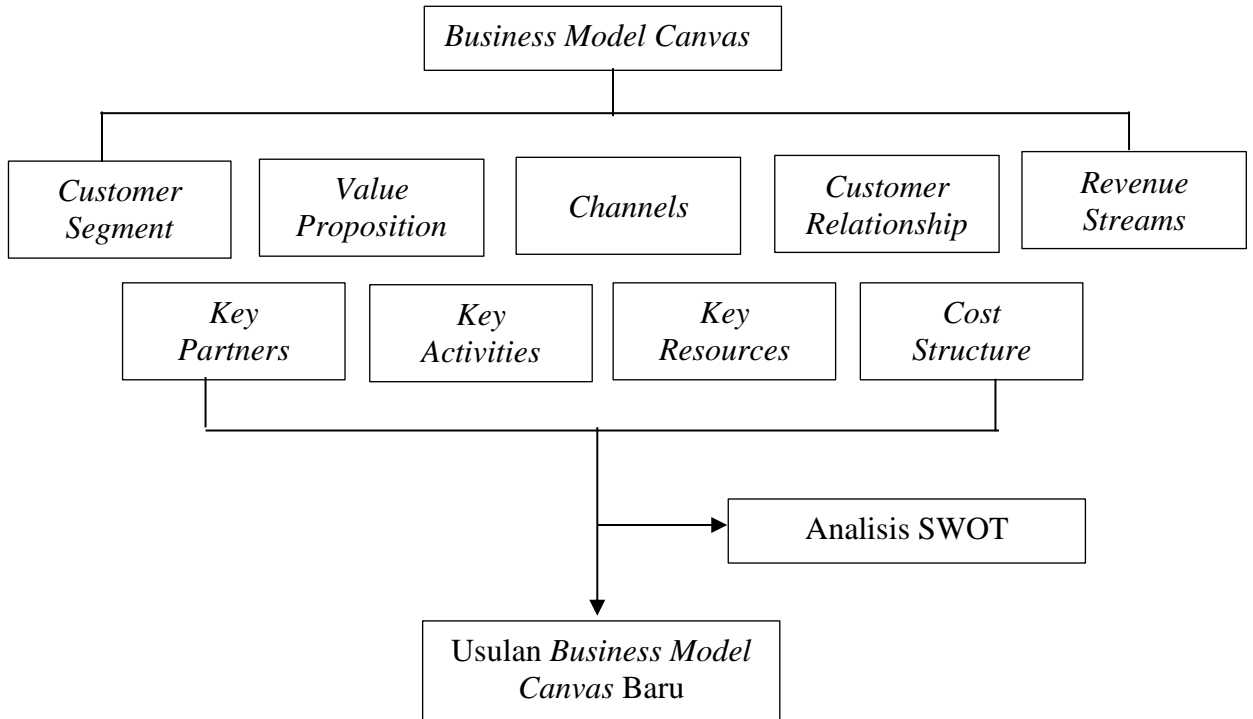 Business Model Canvas
Customer
Segment
Value
Proposition
Channels
Customer
Relationship
Revenue
Streams
Key
Partners
Key
Activities
Key
Resources
Cost
Structure
Analisis SWOT
Usulan Business Model
Canvas Baru